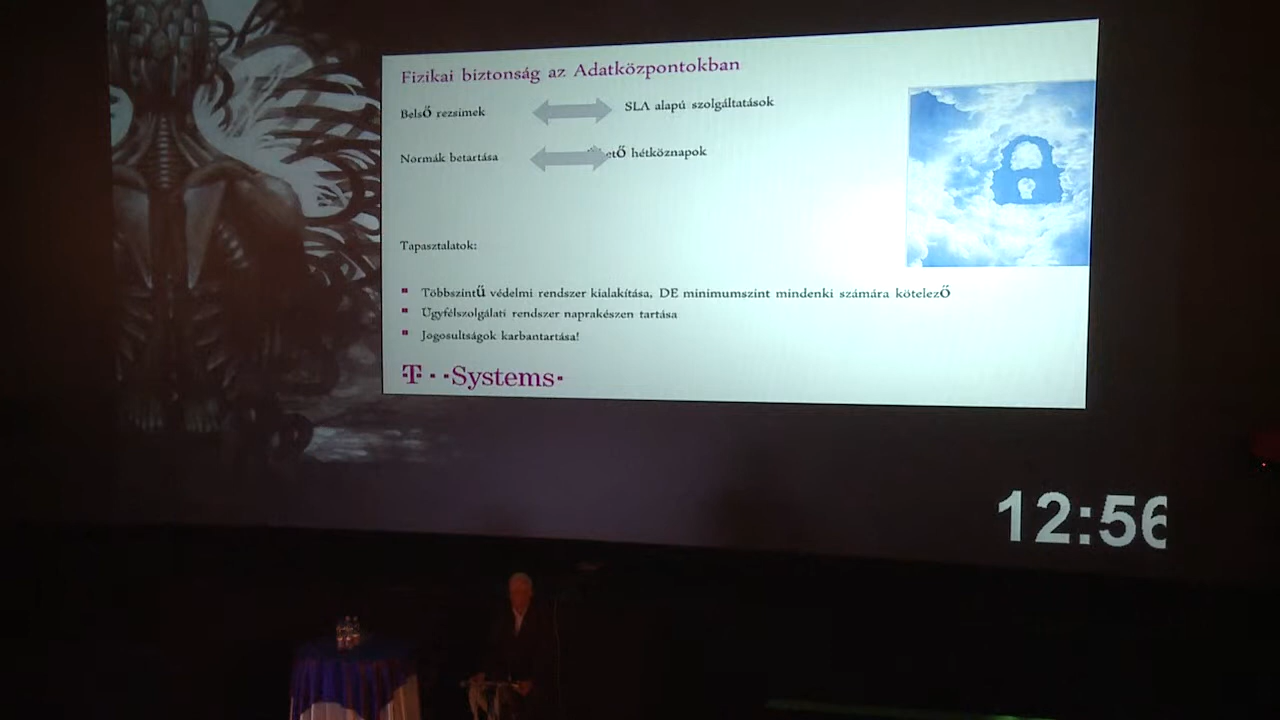 Fizikai biztonság az Adatközpontokban
Belső rezsimek
SLA alapú szolgáltatások
Normák betartása
hétköznapok
Tapasztalatok:
Többszintű védelmi rendszer kialakítása, DE minimumszint mindenki számára kötelező
Ügyfélszolgálati rendszer naprakészen tartása
Jogosultságok karbantartása!
T··Systems·
12:56